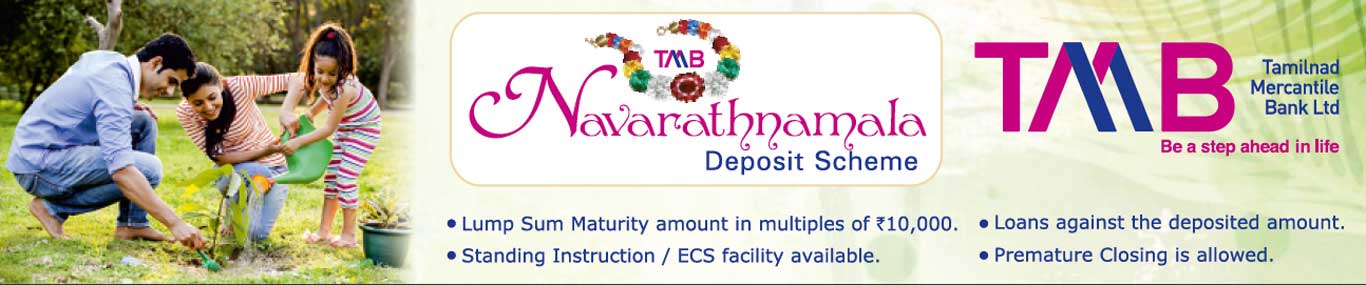 TMB
Navarathnamala
Deposit Scheme
TMB
Tamilnad
Mercantile
Bank Ltd
Be a step ahead in life
• Lump Sum Maturity amount in multiples of ₹10,000.
• Standing Instruction / ECS facility available.
• Loans against the deposited amount.
• Premature Closing is allowed.